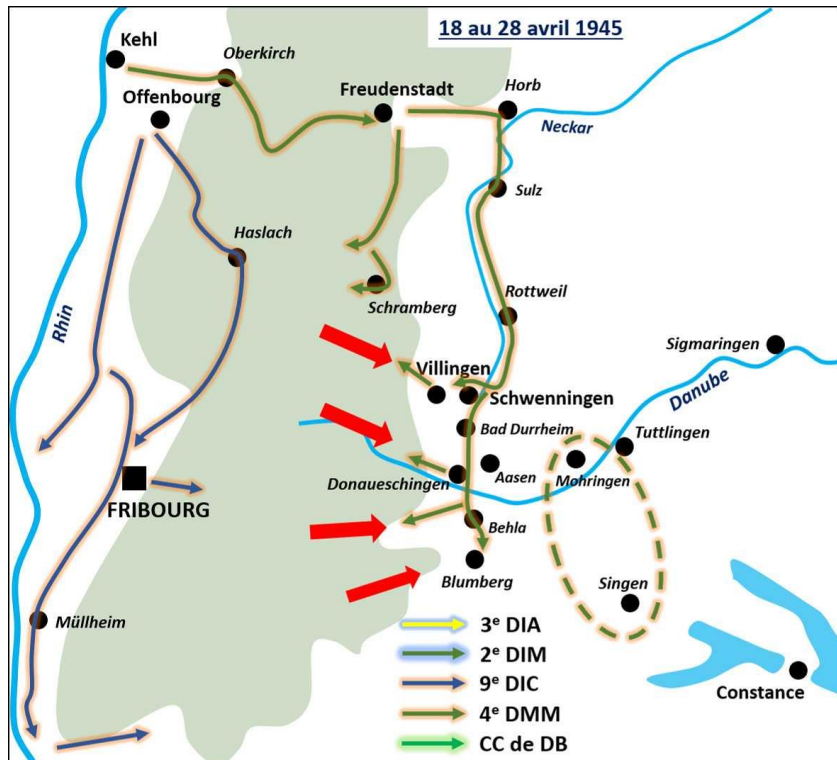 18 au 28 avril 1945
Kehl
Oberkirch
Offenbourg
Freudenstadt
Horb
Neckar
Sulz
Haslach
Rhin
Schramberg
Rottweil
Sigmaringen
Villingen
Danube
Schwenningen
Bad Durrheim
Tuttlingen
Donaueschingen
Aasen
Mohringen
FRIBOURG
Behla
Blumberg
Singen
Müllheim
3e DIA
2e DIM
9e DIC
4e DMM
CC de DB
Constance